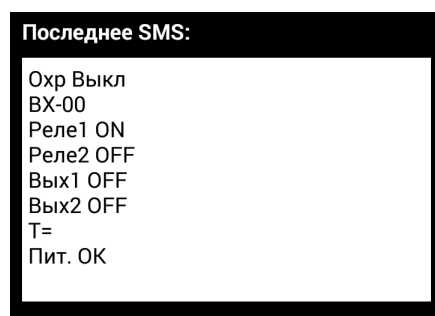 Последнее SMS:
Охр Выкл
ВХ-00
Реле1 ON
Реле2 OFF
Вых1 OFF
Вых2 OFF
T=
Пит. ОК